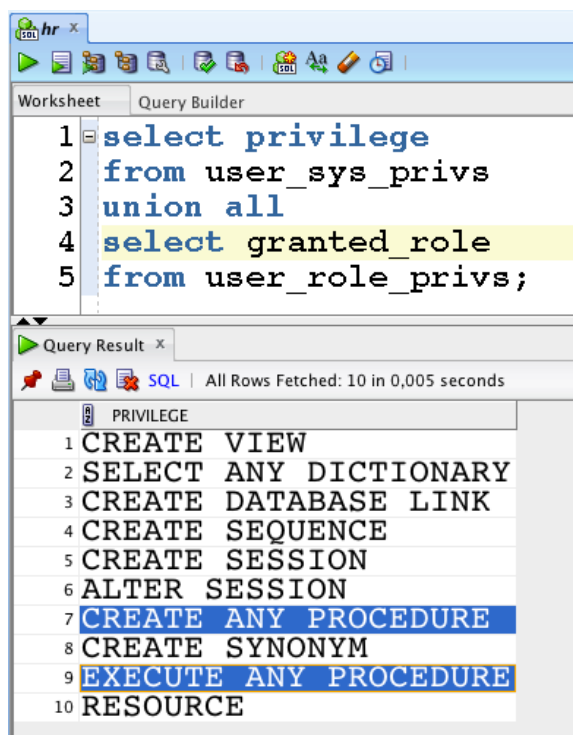 hr
Worksheet Query Builder
1 select privilege
2 from user_sys_privs
3 union all
4 select granted_role
5 from user_role_privs;
Query Result
SQL | All Rows Fetched: 10 in 0,005 seconds
PRIVILEGE
1 CREATE VIEW
2 SELECT ANY DICTIONARY
3 CREATE DATABASE LINK
4 CREATE SEQUENCE
5 CREATE SESSION
6 ALTER SESSION
7 CREATE ANY PROCEDURE
8 CREATE SYNONYM
9 EXECUTE ANY PROCEDURE
10 RESOURCE